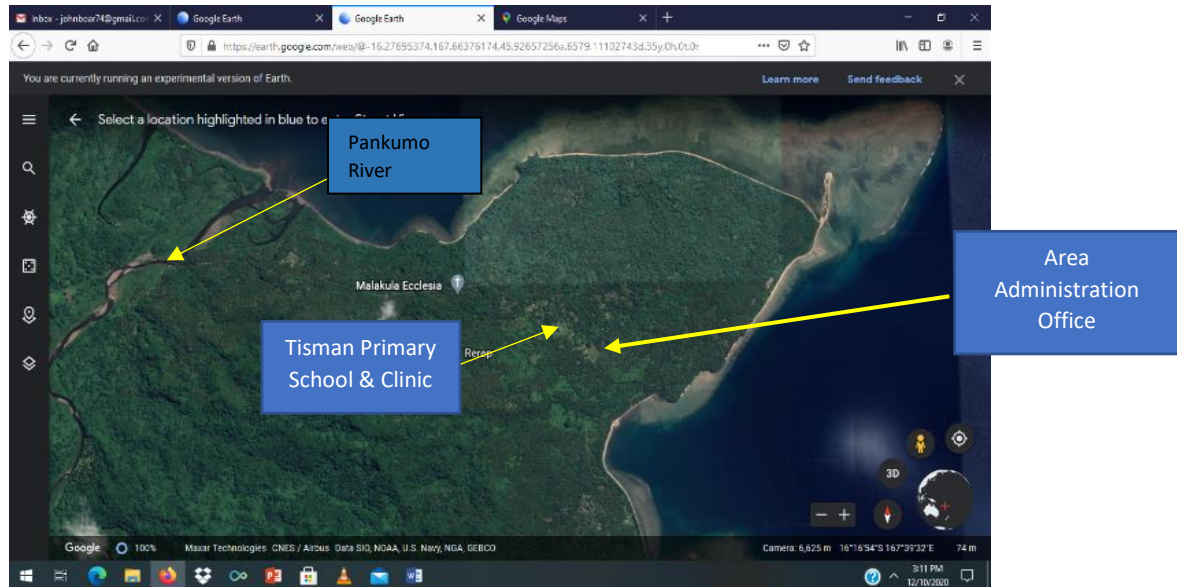 inbox - johnboar74@gmail.cor
Google Earth
Google Earth
Google Maps
https://earth.google.com/web/@-16.27695374,167.66376174,45.92657256a,6579.11102743d,35y,0h,0t,0r
You are currently running an experimental version of Earth.
Learn more
Send feedback
Select a location highlighted in blue to
Pankumo
River
Malakula Ecclesia
Area
Administration
Office
Tisman Primary
School & Clinic
Rerep
3D
Google
100%
Maxar Technologies CNES / Airbus Data SIO, NOAA, U.S. Navy, NGA, GEBCO
Camera: 6,625 m 16°16'54"S 167°39'32"E
74 m
3:11 PM
12/10/2020